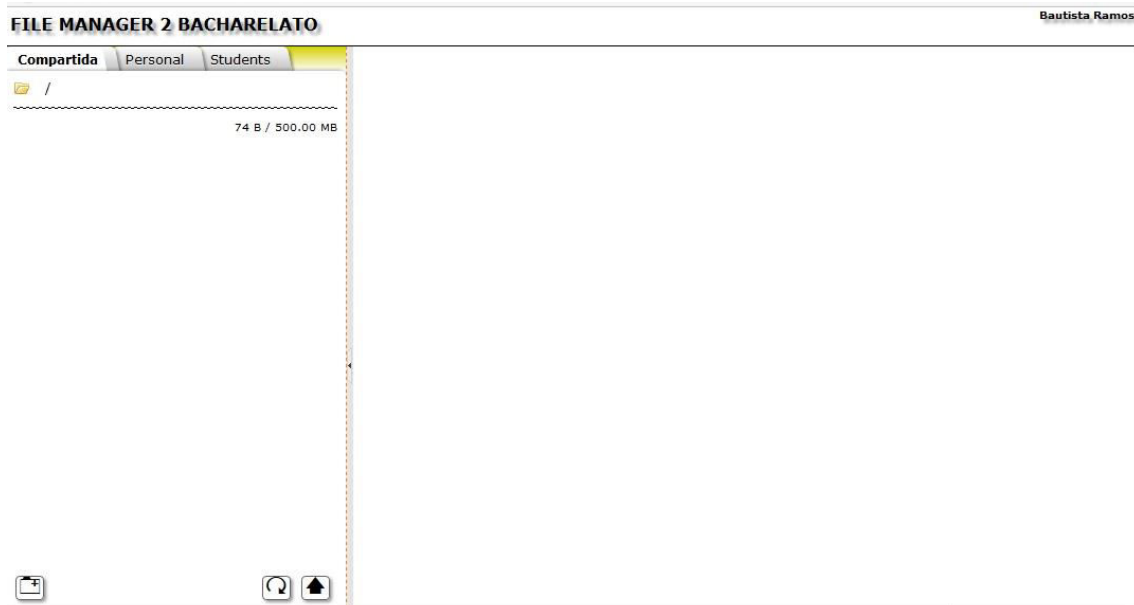 FILE MANAGER 2 BACHARELATO
Bautista Ramos
Compartida Personal Students
/
74 B / 500.00 MB